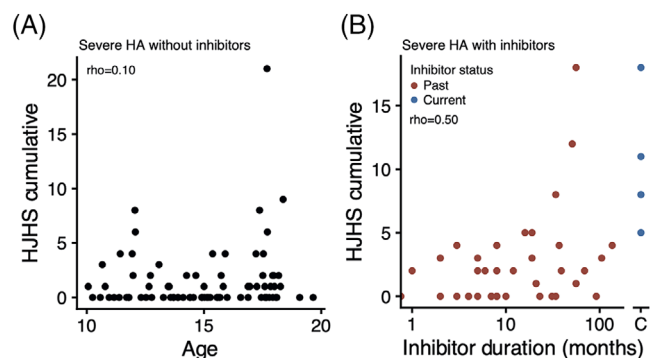 (A)
Severe HA without inhibitors
rho=0.10
HJHS cumulative
20
15
10
5
0
10 15 20
Age
(B)
Severe HA with inhibitors
Inhibitor status
Past
Current
rho=0.50
HJHS cumulative
15
10
5
0
1 10 100 C
Inhibitor duration (months)